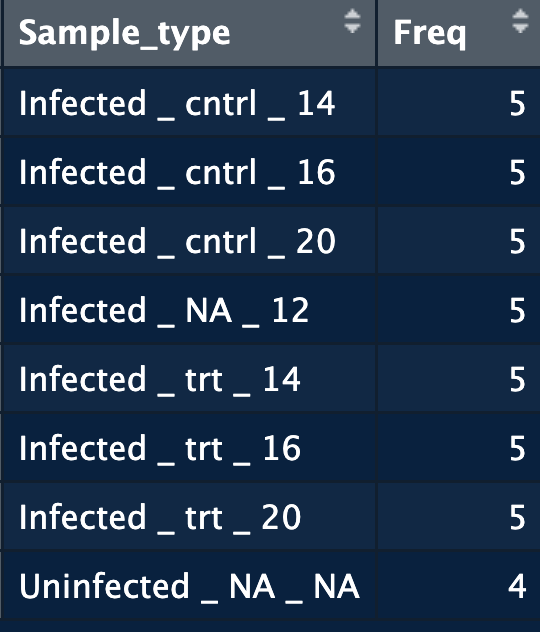 Sample_type Freq
Infected _ cntrl _ 14 5
Infected _ cntrl _ 16 5
Infected _ cntrl _ 20 5
Infected _ NA _ 12 5
Infected _ trt _ 14 5
Infected _ trt _ 16 5
Infected _ trt _ 20 5
Uninfected _ NA _ NA 4